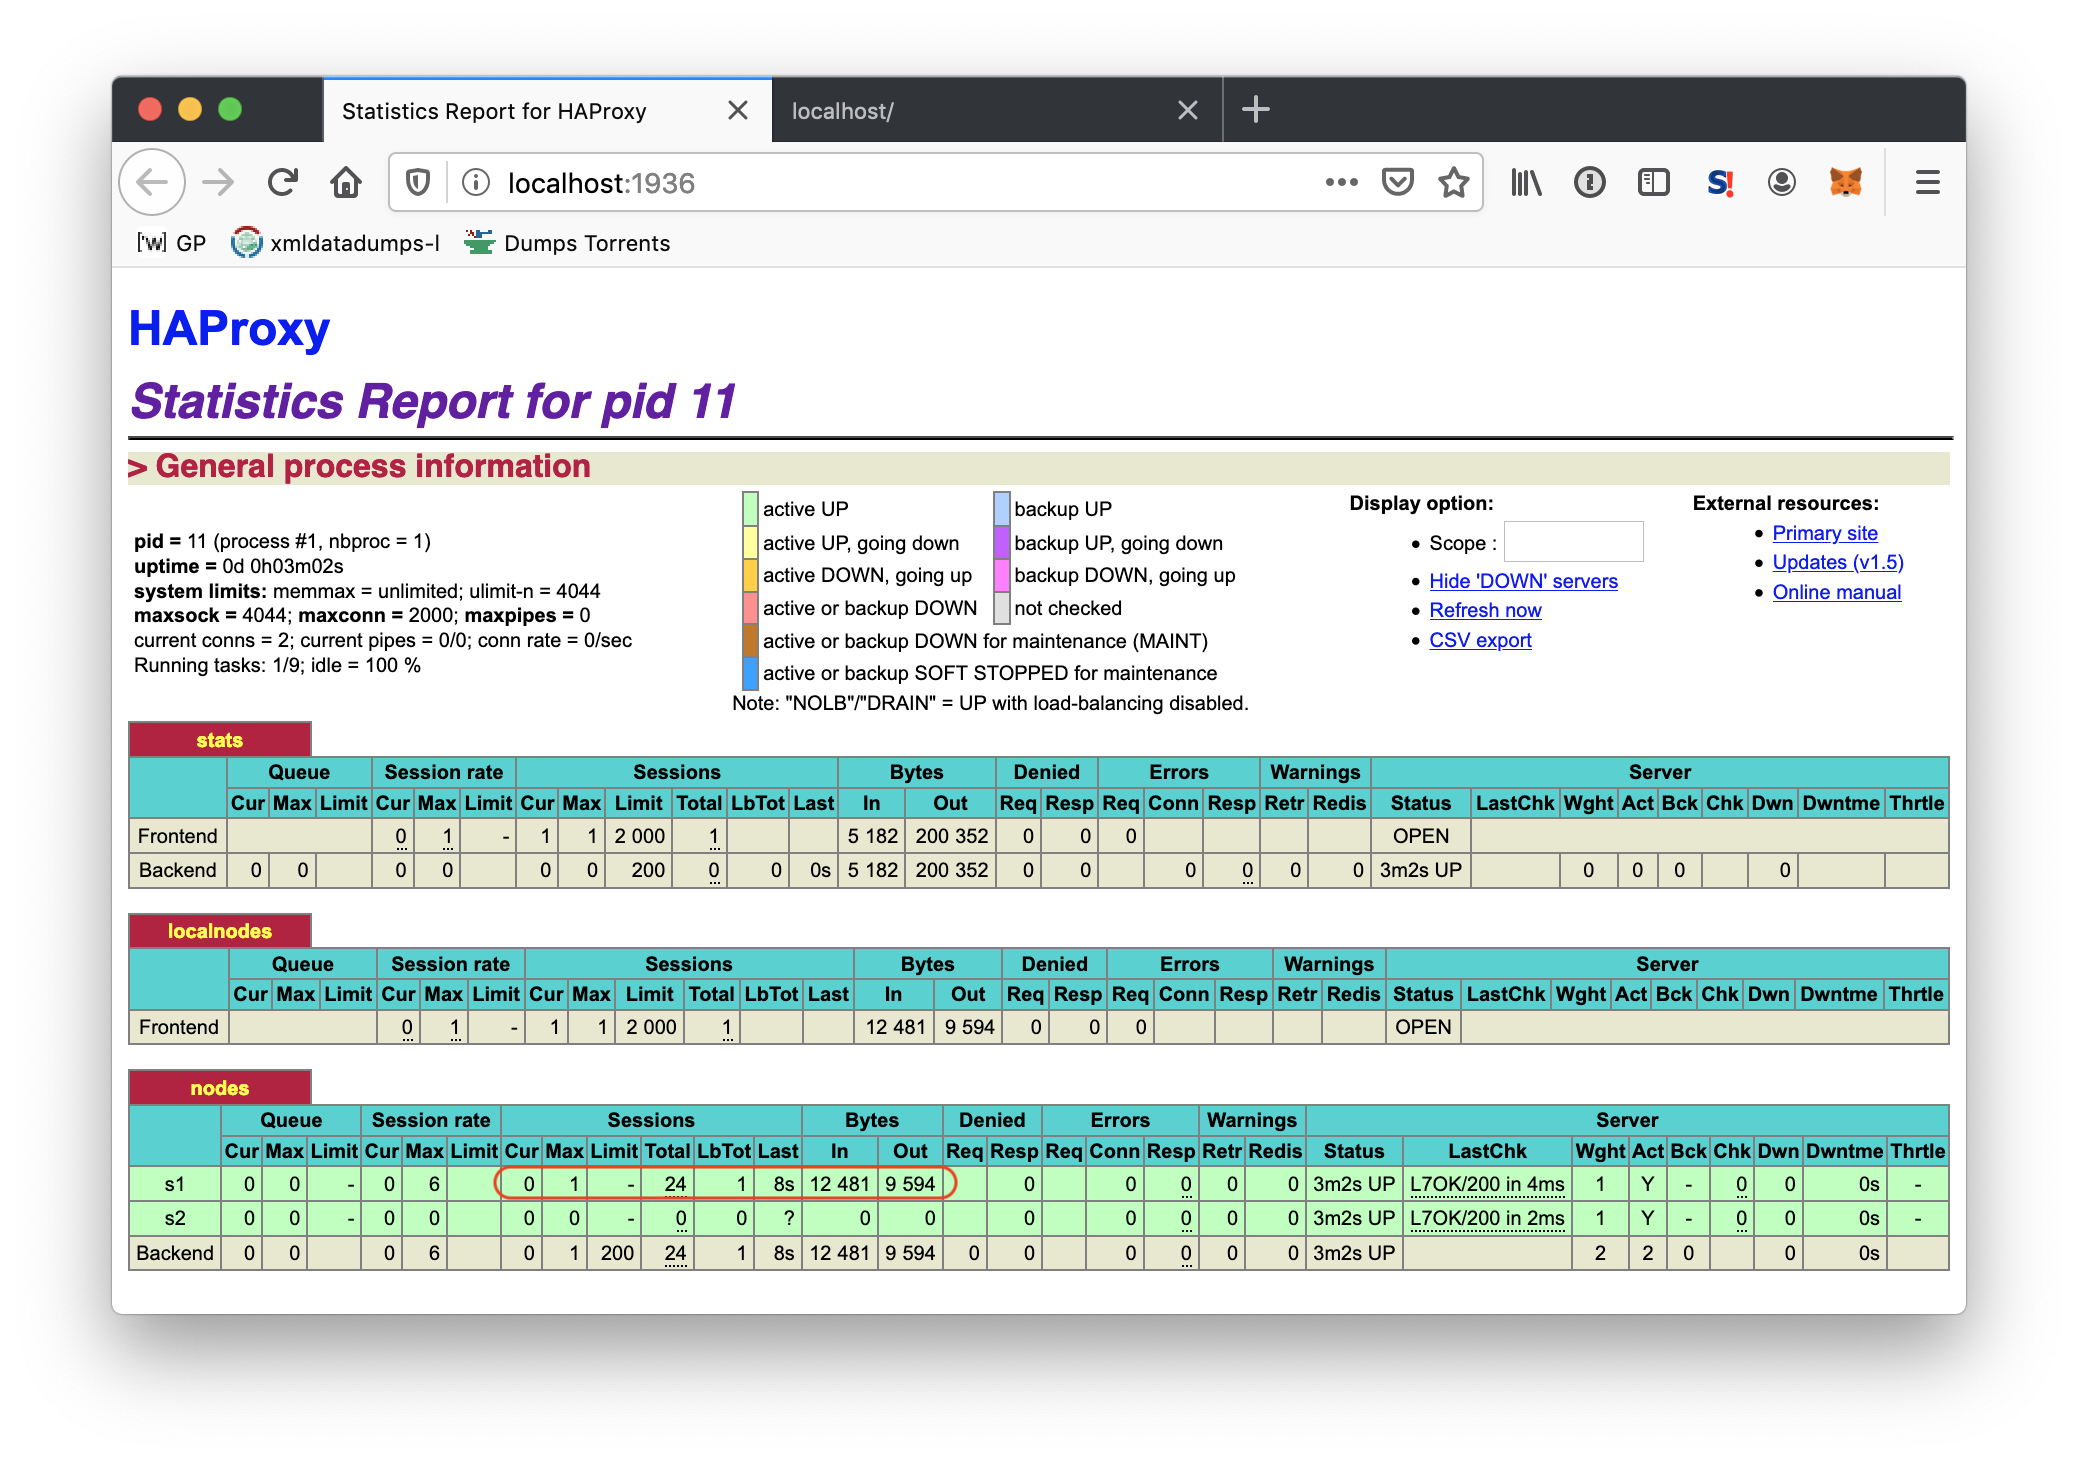 Statistics Report for HAProxy
localhost/
localhost:1936
['W] GP xmldatadumps-l Dumps Torrents
HAProxy
Statistics Report for pid 11
> General process information
pid = 11 (process #1, nbproc = 1)
uptime = 0d 0h03m02s
system limits: memmax = unlimited; ulimit-n = 4044
maxsock = 4044; maxconn = 2000; maxpipes = 0
current conns = 2; current pipes = 0/0; conn rate = 0/sec
Running tasks: 1/9; idle = 100 %
active UP backup UP
active UP, going down backup UP, going down
active DOWN, going up backup DOWN, going up
active or backup DOWN not checked
active or backup DOWN for maintenance (MAINT)
active or backup SOFT STOPPED for maintenance
Note: "NOLB"/"DRAIN" = UP with load-balancing disabled.
Display option:
Scope :
Hide 'DOWN' servers
Refresh now
CSV export
External resources:
Primary site
Updates (v1.5)
Online manual
stats
Queue Session rate Sessions Bytes Denied Errors Warnings Server
Cur Max Limit Cur Max Limit Cur Max Limit Total LbTot Last In Out Req Resp Req Conn Resp Retr Redis Status LastChk Wght Act Bck Chk Dwn Dwntme Thrtle
Frontend 0 1 - 1 1 2 000 1 5 182 200 352 0 0 0 OPEN
Backend 0 0 0 0 0 0 200 0 0 0s 5 182 200 352 0 0 0 0 0 0 3m2s UP 0 0 0 0
localnodes
Queue Session rate Sessions Bytes Denied Errors Warnings Server
Cur Max Limit Cur Max Limit Cur Max Limit Total LbTot Last In Out Req Resp Req Conn Resp Retr Redis Status LastChk Wght Act Bck Chk Dwn Dwntme Thrtle
Frontend 0 1 - 1 1 2 000 1 12 481 9 594 0 0 0 OPEN
nodes
Queue Session rate Sessions Bytes Denied Errors Warnings Server
Cur Max Limit Cur Max Limit Cur Max Limit Total LbTot Last In Out Req Resp Req Conn Resp Retr Redis Status LastChk Wght Act Bck Chk Dwn Dwntme Thrtle
s1 0 0 - 0 6 0 1 - 24 1 8s 12 481 9 594 0 0 0 0 0 3m2s UP L7OK/200 in 4ms 1 Y - 0 0 0s -
s2 0 0 - 0 0 0 0 - 0 0 ? 0 0 0 0 0 0 0 3m2s UP L7OK/200 in 2ms 1 Y - 0 0 0s -
Backend 0 0 0 6 0 1 200 24 1 8s 12 481 9 594 0 0 0 0 0 0 3m2s UP 2 2 0 0 0s